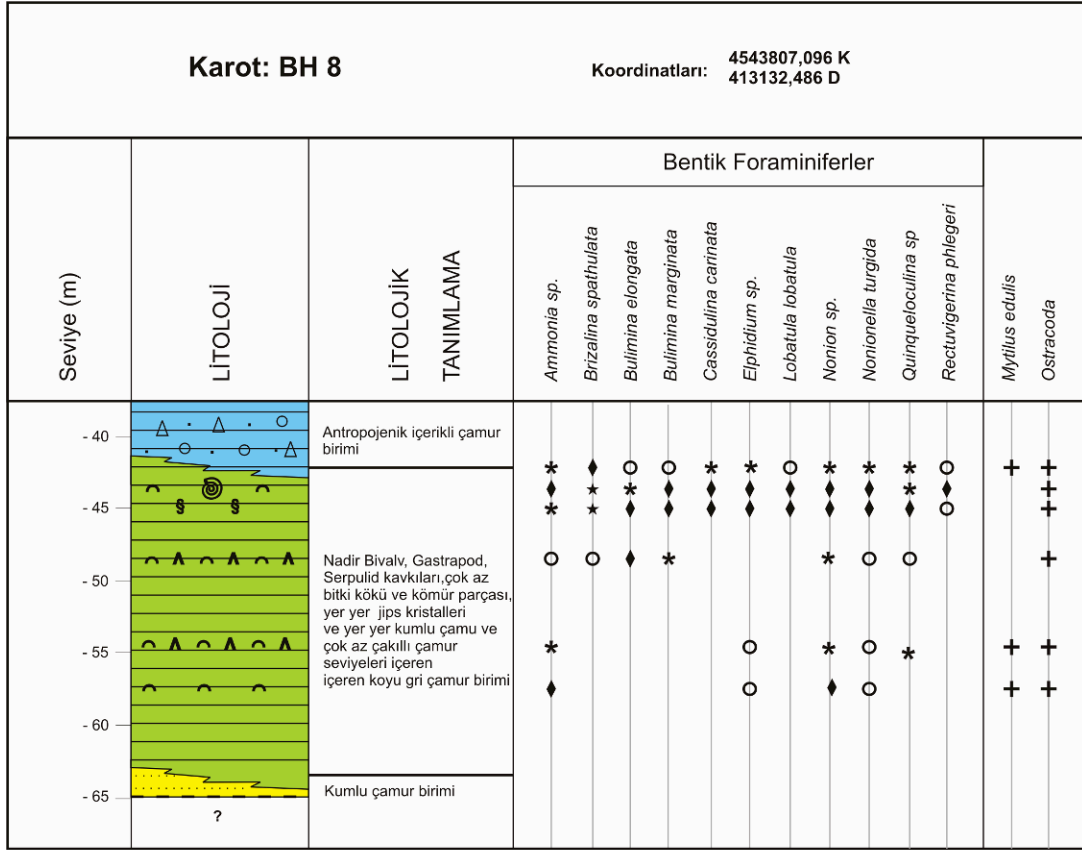 Karot: BH 8
Koordinatları:
4543807,096 K
413132,486 D
Seviye (m)
LİTOLOJİ
LİTOLOJİK
TANIMLAMA
Bentik Foraminiferler
Ammonia sp.
Brizalina spathulata
Bulimina elongata
Bulimina marginata
Cassidulina carinata
Elphidium sp.
Lobatula lobatula
Nonion sp.
Nonionella turgida
Quinqueloculina sp
Rectuvigerina phlegeri
Mytilus edulis
Ostracoda
- 40
- 45
- 50
- 55
- 60
- 65
?
Antropojenik içerikli çamur
birimi
Nadir Bivalv, Gastrapod,
Serpulid kavkıları,çok az
bitki kökü ve kömür parçası,
yer yer jips kristalleri
ve yer yer kumlu çamu ve
çok az çakıllı çamur
seviyeleri içeren
içeren koyu gri çamur birimi
Kumlu çamur birimi